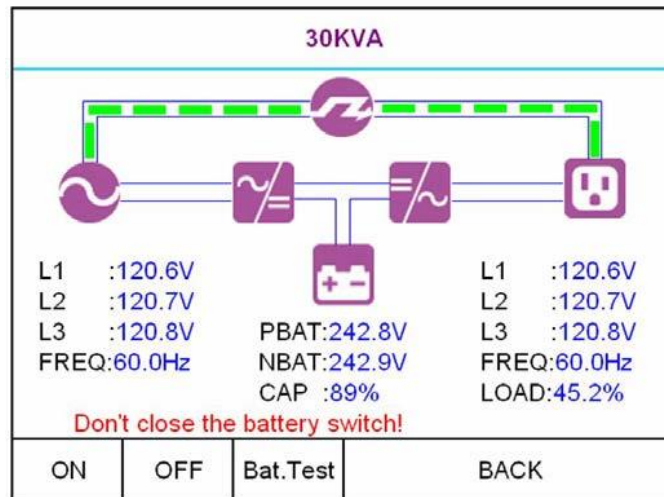 30KVA
L1 :120.6V
L2 :120.7V
L3 :120.8V
FREQ:60.0Hz
PBAT:242.8V
NBAT:242.9V
CAP :89%
L1 :120.6V
L2 :120.7V
L3 :120.8V
FREQ:60.0Hz
LOAD:45.2%
Don't close the battery switch!
ON OFF Bat.Test BACK